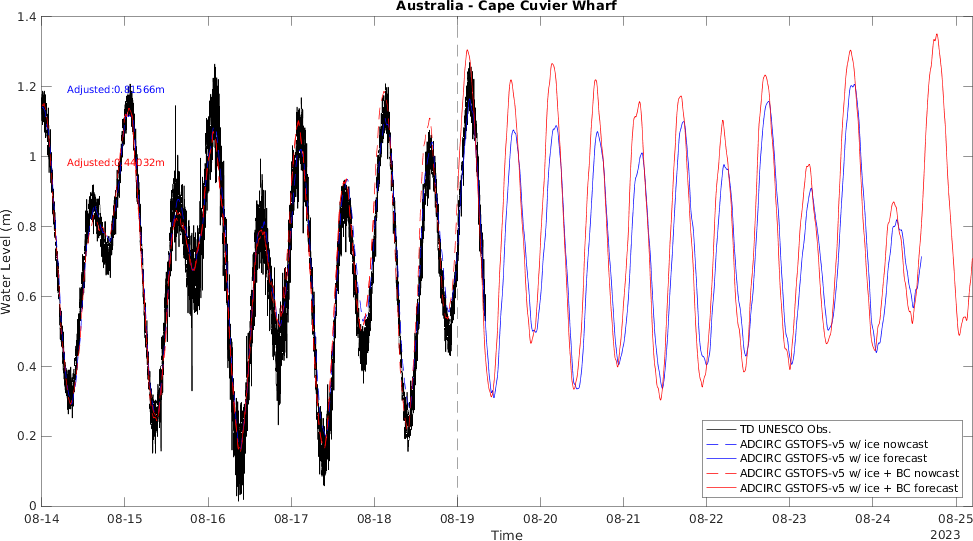 Australia - Cape Cuvier Wharf
Water Level (m)
1.4
1.2
1
0.8
0.6
0.4
0.2
0
Adjusted:0.81566m
Adjusted:0.44032m
TD UNESCO Obs.
ADCIRC GSTOFS-v5 w/ ice nowcast
ADCIRC GSTOFS-v5 w/ ice forecast
ADCIRC GSTOFS-v5 w/ ice + BC nowcast
ADCIRC GSTOFS-v5 w/ ice + BC forecast
08-14 08-15 08-16 08-17 08-18 08-19 08-20 08-21 08-22 08-23 08-24 08-25
2023
Time